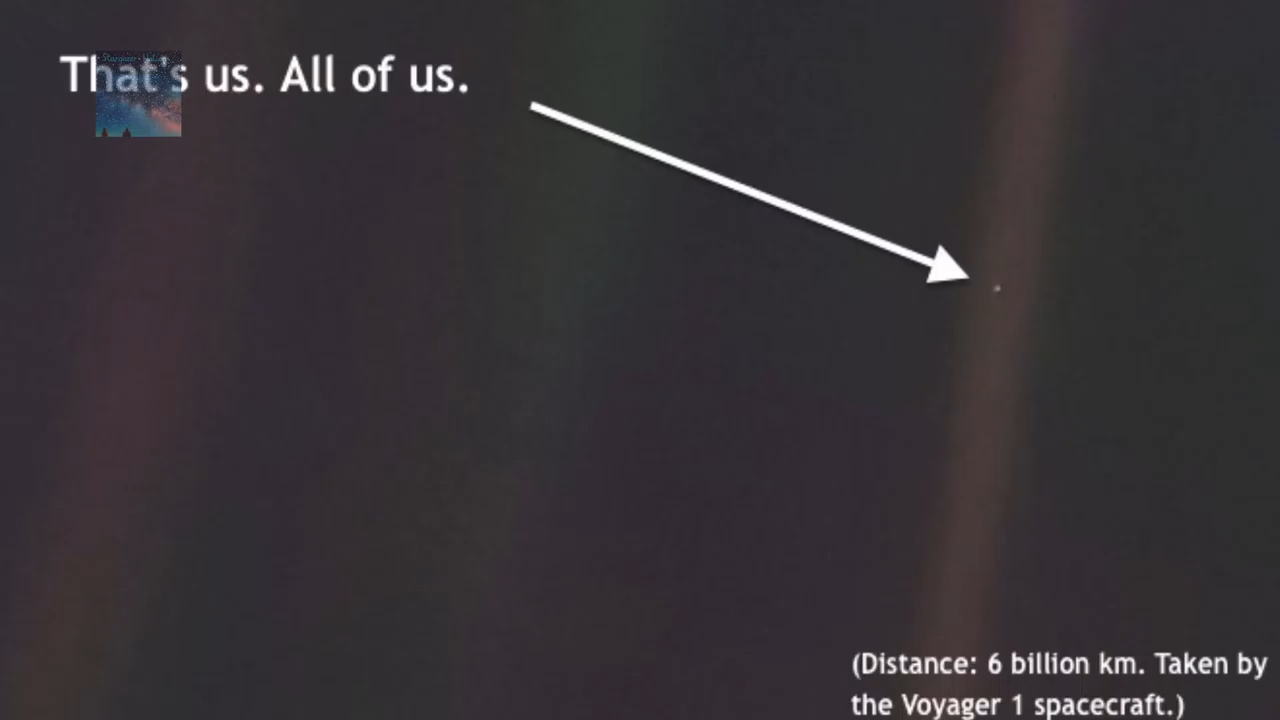 That's us. All of us.
(Distance: 6 billion km. Taken by
the Voyager 1 spacecraft.)